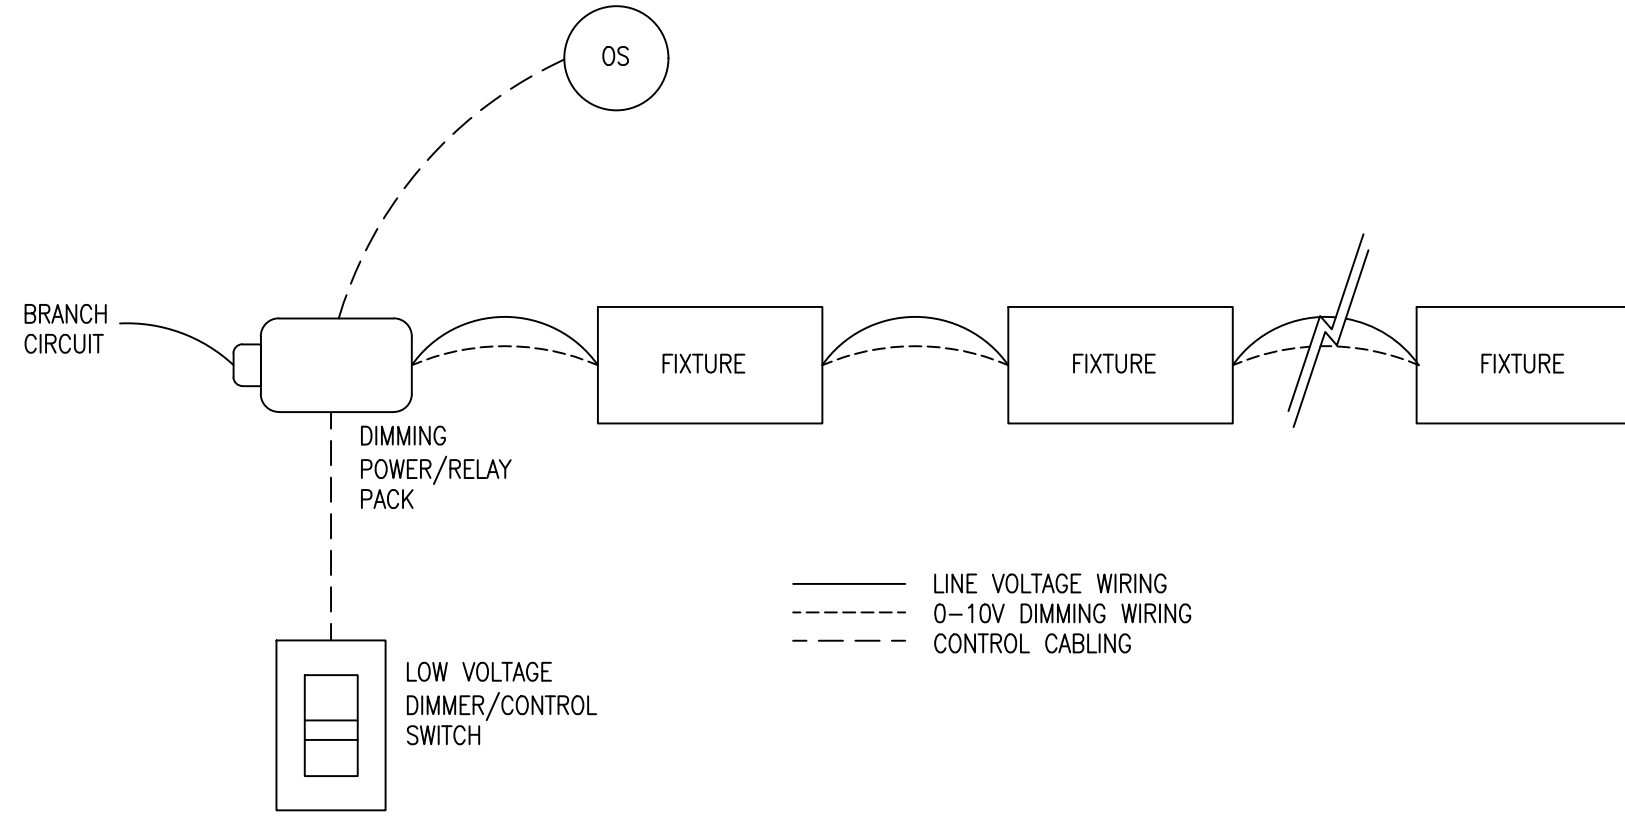 OS
BRANCH
CIRCUIT
FIXTURE
FIXTURE
FIXTURE
DIMMING
POWER/RELAY
PACK
LINE VOLTAGE WIRING
0-10V DIMMING WIRING
CONTROL CABLING
LOW VOLTAGE
DIMMER/CONTROL
SWITCH